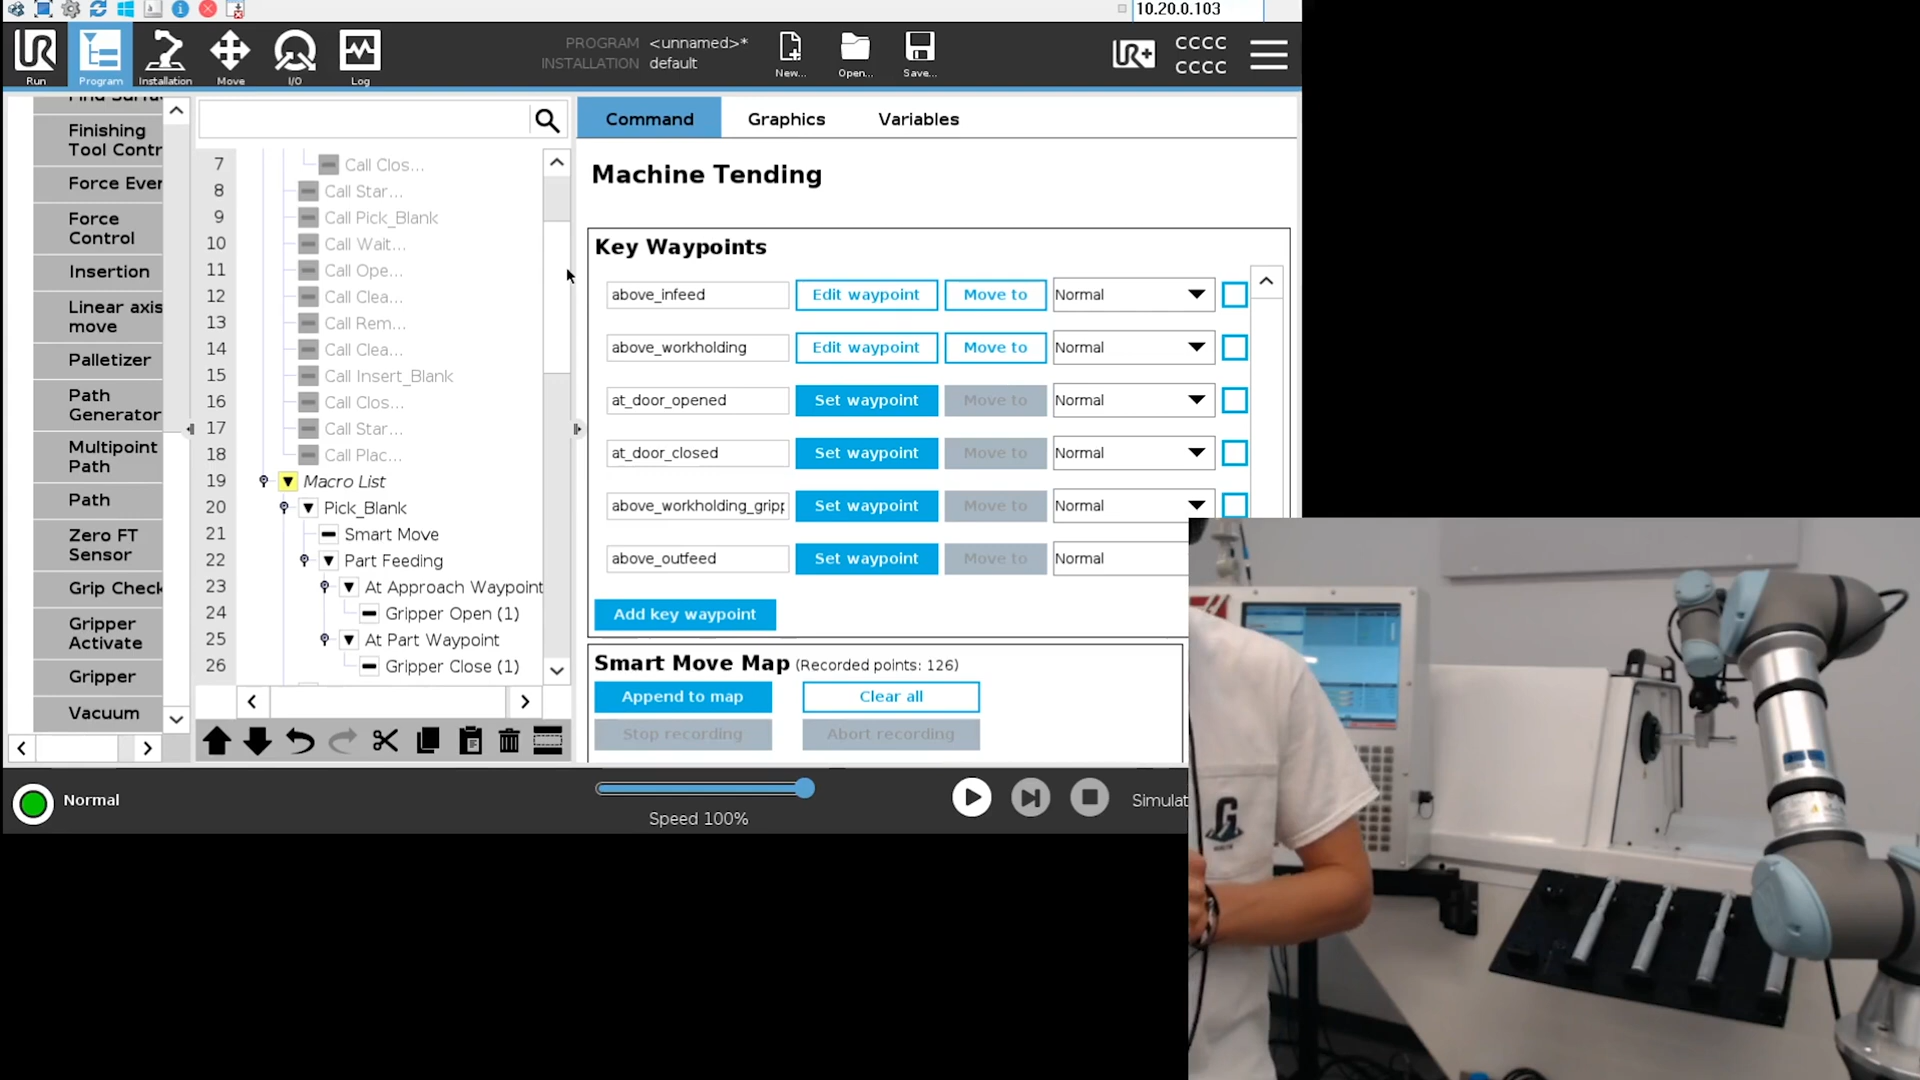 10.20.0.103
UR
Run
Program
Installation
Move
I/O
Log
PROGRAM <unnamed>*
INSTALLATION default
New...
Open...
Save...
UR+
CCCC
CCCC
Finishing
Tool Contr
Force Even
Force
Control
Insertion
Linear axis
move
Palletizer
Path
Generator
Multipoint
Path
Path
Zero FT
Sensor
Grip Check
Gripper
Activate
Gripper
Vacuum
7 Call Clos...
8 Call Star...
9 Call Pick_Blank
10 Call Wait...
11 Call Ope...
12 Call Clea...
13 Call Rem...
14 Call Clea...
15 Call Insert_Blank
16 Call Clos...
17 Call Star...
18 Call Plac...
19 Macro List
20 Pick_Blank
21 Smart Move
22 Part Feeding
23 At Approach Waypoint
24 Gripper Open (1)
25 At Part Waypoint
26 Gripper Close (1)
Command Graphics Variables
Machine Tending
Key Waypoints
above_infeed Edit waypoint Move to Normal
above_workholding Edit waypoint Move to Normal
at_door_opened Set waypoint Move to Normal
at_door_closed Set waypoint Move to Normal
above_workholding_gripp Set waypoint Move to Normal
above_outfeed Set waypoint Move to Normal
Add key waypoint
Smart Move Map (Recorded points: 126)
Append to map Clear all
Stop recording Abort recording
Normal
Speed 100%
Simulat